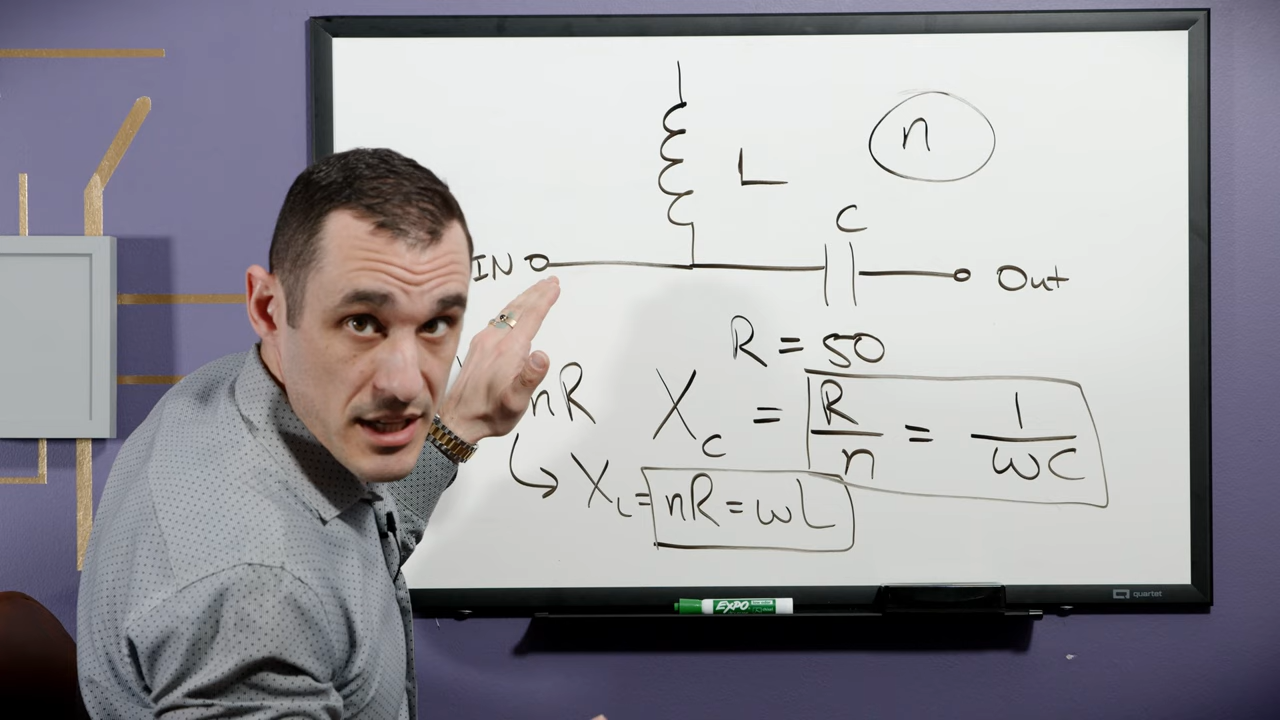 n
L
C
IN Out
R = 50
nR
X_C = R/n = 1/ωC
X_L = nR = ωL
EXPO
quartet